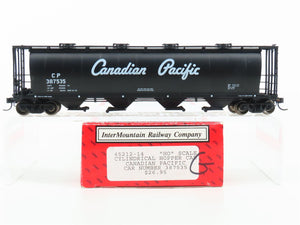 Canadian Pacific
CP
387535
InterMountain Railway Company
45212-14 "HO" SCALE
CYLINDRICAL HOPPER CAR
CANADIAN PACIFIC
CAR NUMBER 387535
$26.95